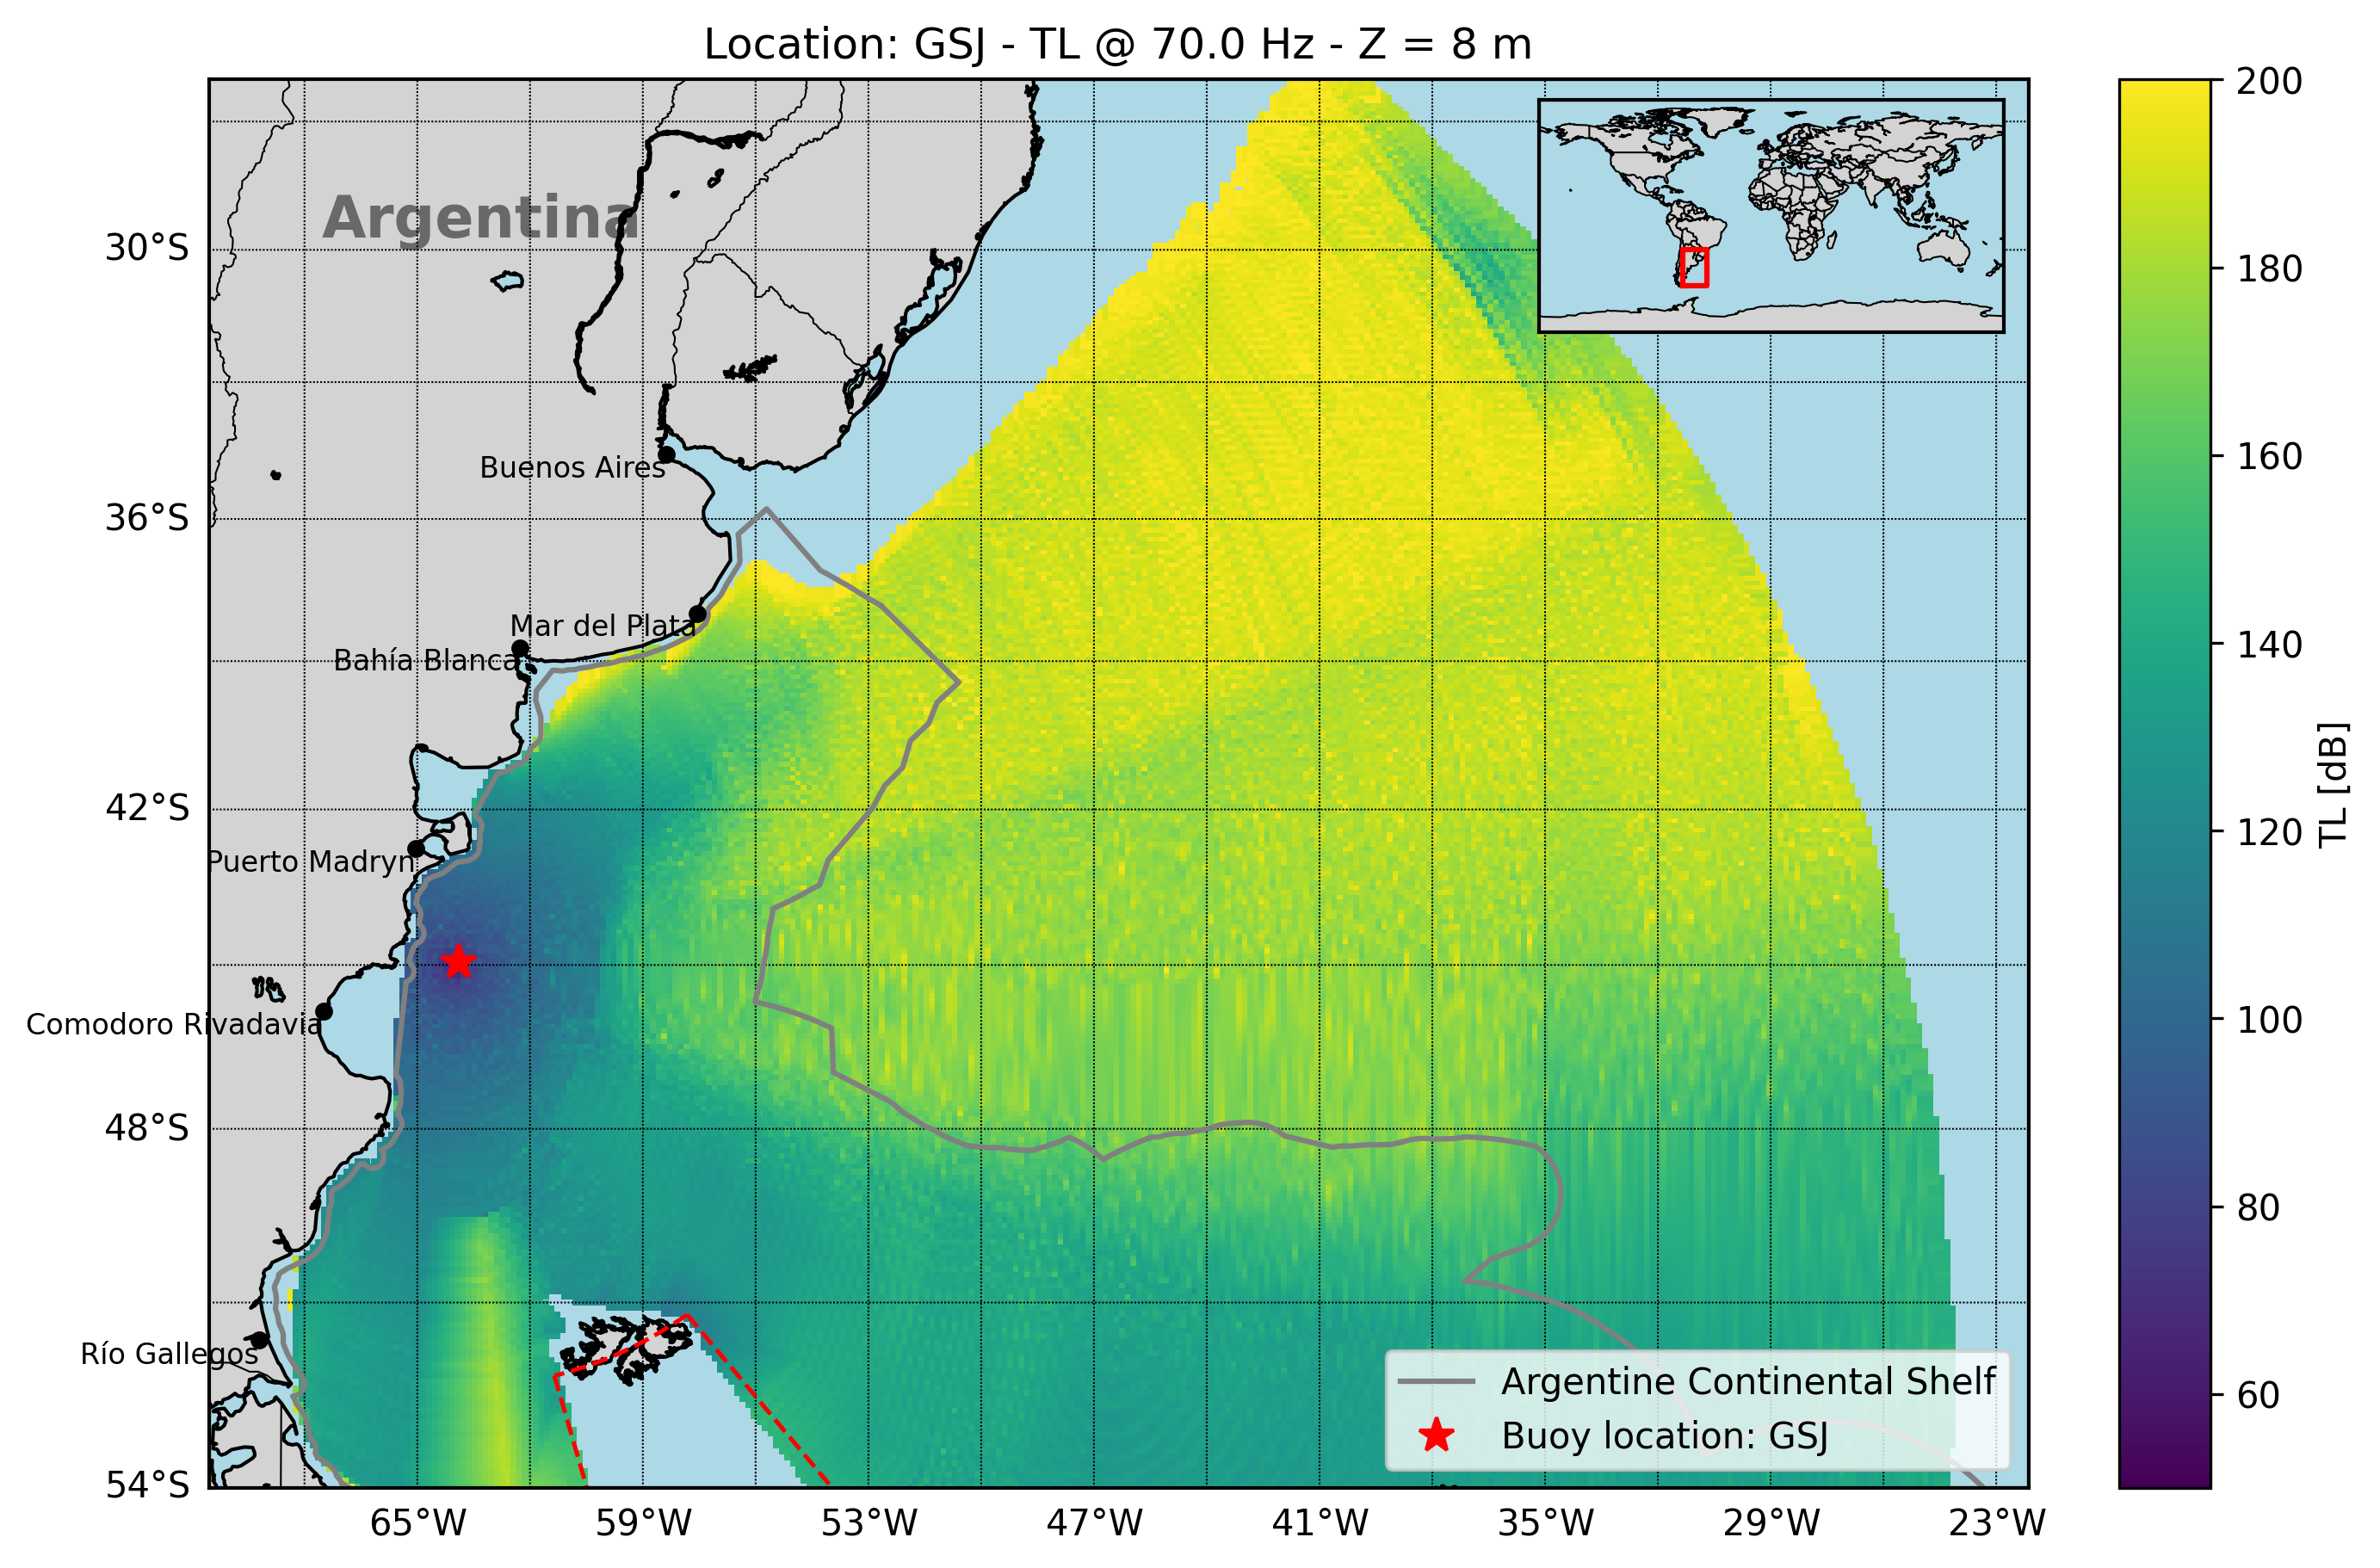 Location: GSJ - TL @ 70.0 Hz - Z = 8 m
Argentina
30°S
36°S
42°S
48°S
54°S
Buenos Aires
Mar del Plata
Bahía Blanca
Puerto Madryn
Comodoro Rivadavia
Río Gallegos
65°W
59°W
53°W
47°W
41°W
35°W
29°W
23°W
Argentine Continental Shelf
Buoy location: GSJ
200
180
160
140
120
100
80
60
TL [dB]